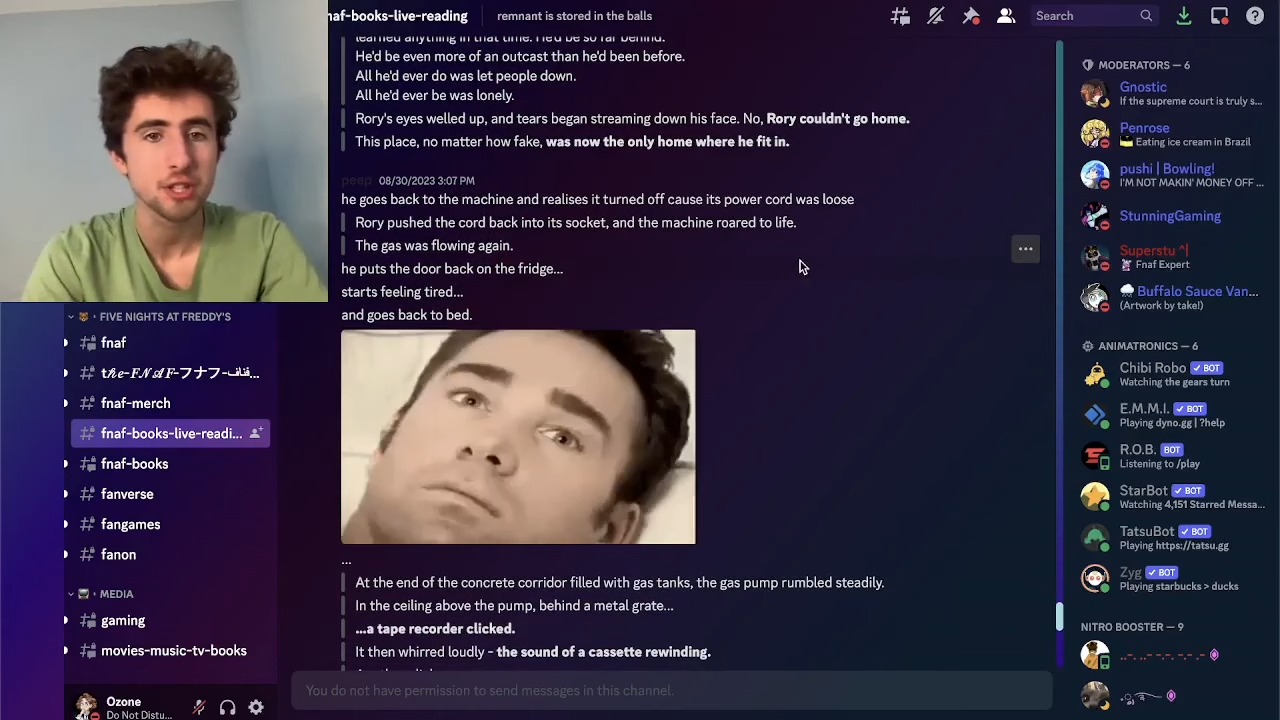 fnaf-books-live-reading
remnant is stored in the balls
Search
learned anything in that time. He'd be so far behind.
He'd be even more of an outcast than he'd been before.
All he'd ever do was let people down.
All he'd ever be was lonely.
Rory's eyes welled up, and tears began streaming down his face. No, Rory couldn't go home.
This place, no matter how fake, was now the only home where he fit in.
peep 08/30/2023 3:07 PM
he goes back to the machine and realises it turned off cause its power cord was loose
Rory pushed the cord back into its socket, and the machine roared to life.
The gas was flowing again.
he puts the door back on the fridge...
starts feeling tired...
and goes back to bed.
...
At the end of the concrete corridor filled with gas tanks, the gas pump rumbled steadily.
In the ceiling above the pump, behind a metal grate...
...a tape recorder clicked.
It then whirred loudly - the sound of a cassette rewinding.
You do not have permission to send messages in this channel.
FIVE NIGHTS AT FREDDY'S
fnaf
fnaf-merch
fnaf-books-live-readi...
fnaf-books
fanverse
fangames
fanon
MEDIA
gaming
movies-music-tv-books
Ozone
Do Not Distu...
MODERATORS — 6
Gnostic
If the supreme court is truly s...
Penrose
Eating ice cream in Brazil
pushi | Bowling!
I'M NOT MAKIN' MONEY OFF ...
StunningGaming
Superstu ^|
Fnaf Expert
Buffalo Sauce Van...
(Artwork by take!)
ANIMATRONICS — 6
Chibi Robo ✓ BOT
Watching the gears turn
E.M.M.I. ✓ BOT
Playing dyno.gg | ?help
R.O.B. BOT
Listening to /play
StarBot ✓ BOT
Watching 4,151 Starred Messa...
TatsuBot ✓ BOT
Playing https://tatsu.gg
Zyg ✓ BOT
Playing starbucks > ducks
NITRO BOOSTER — 9